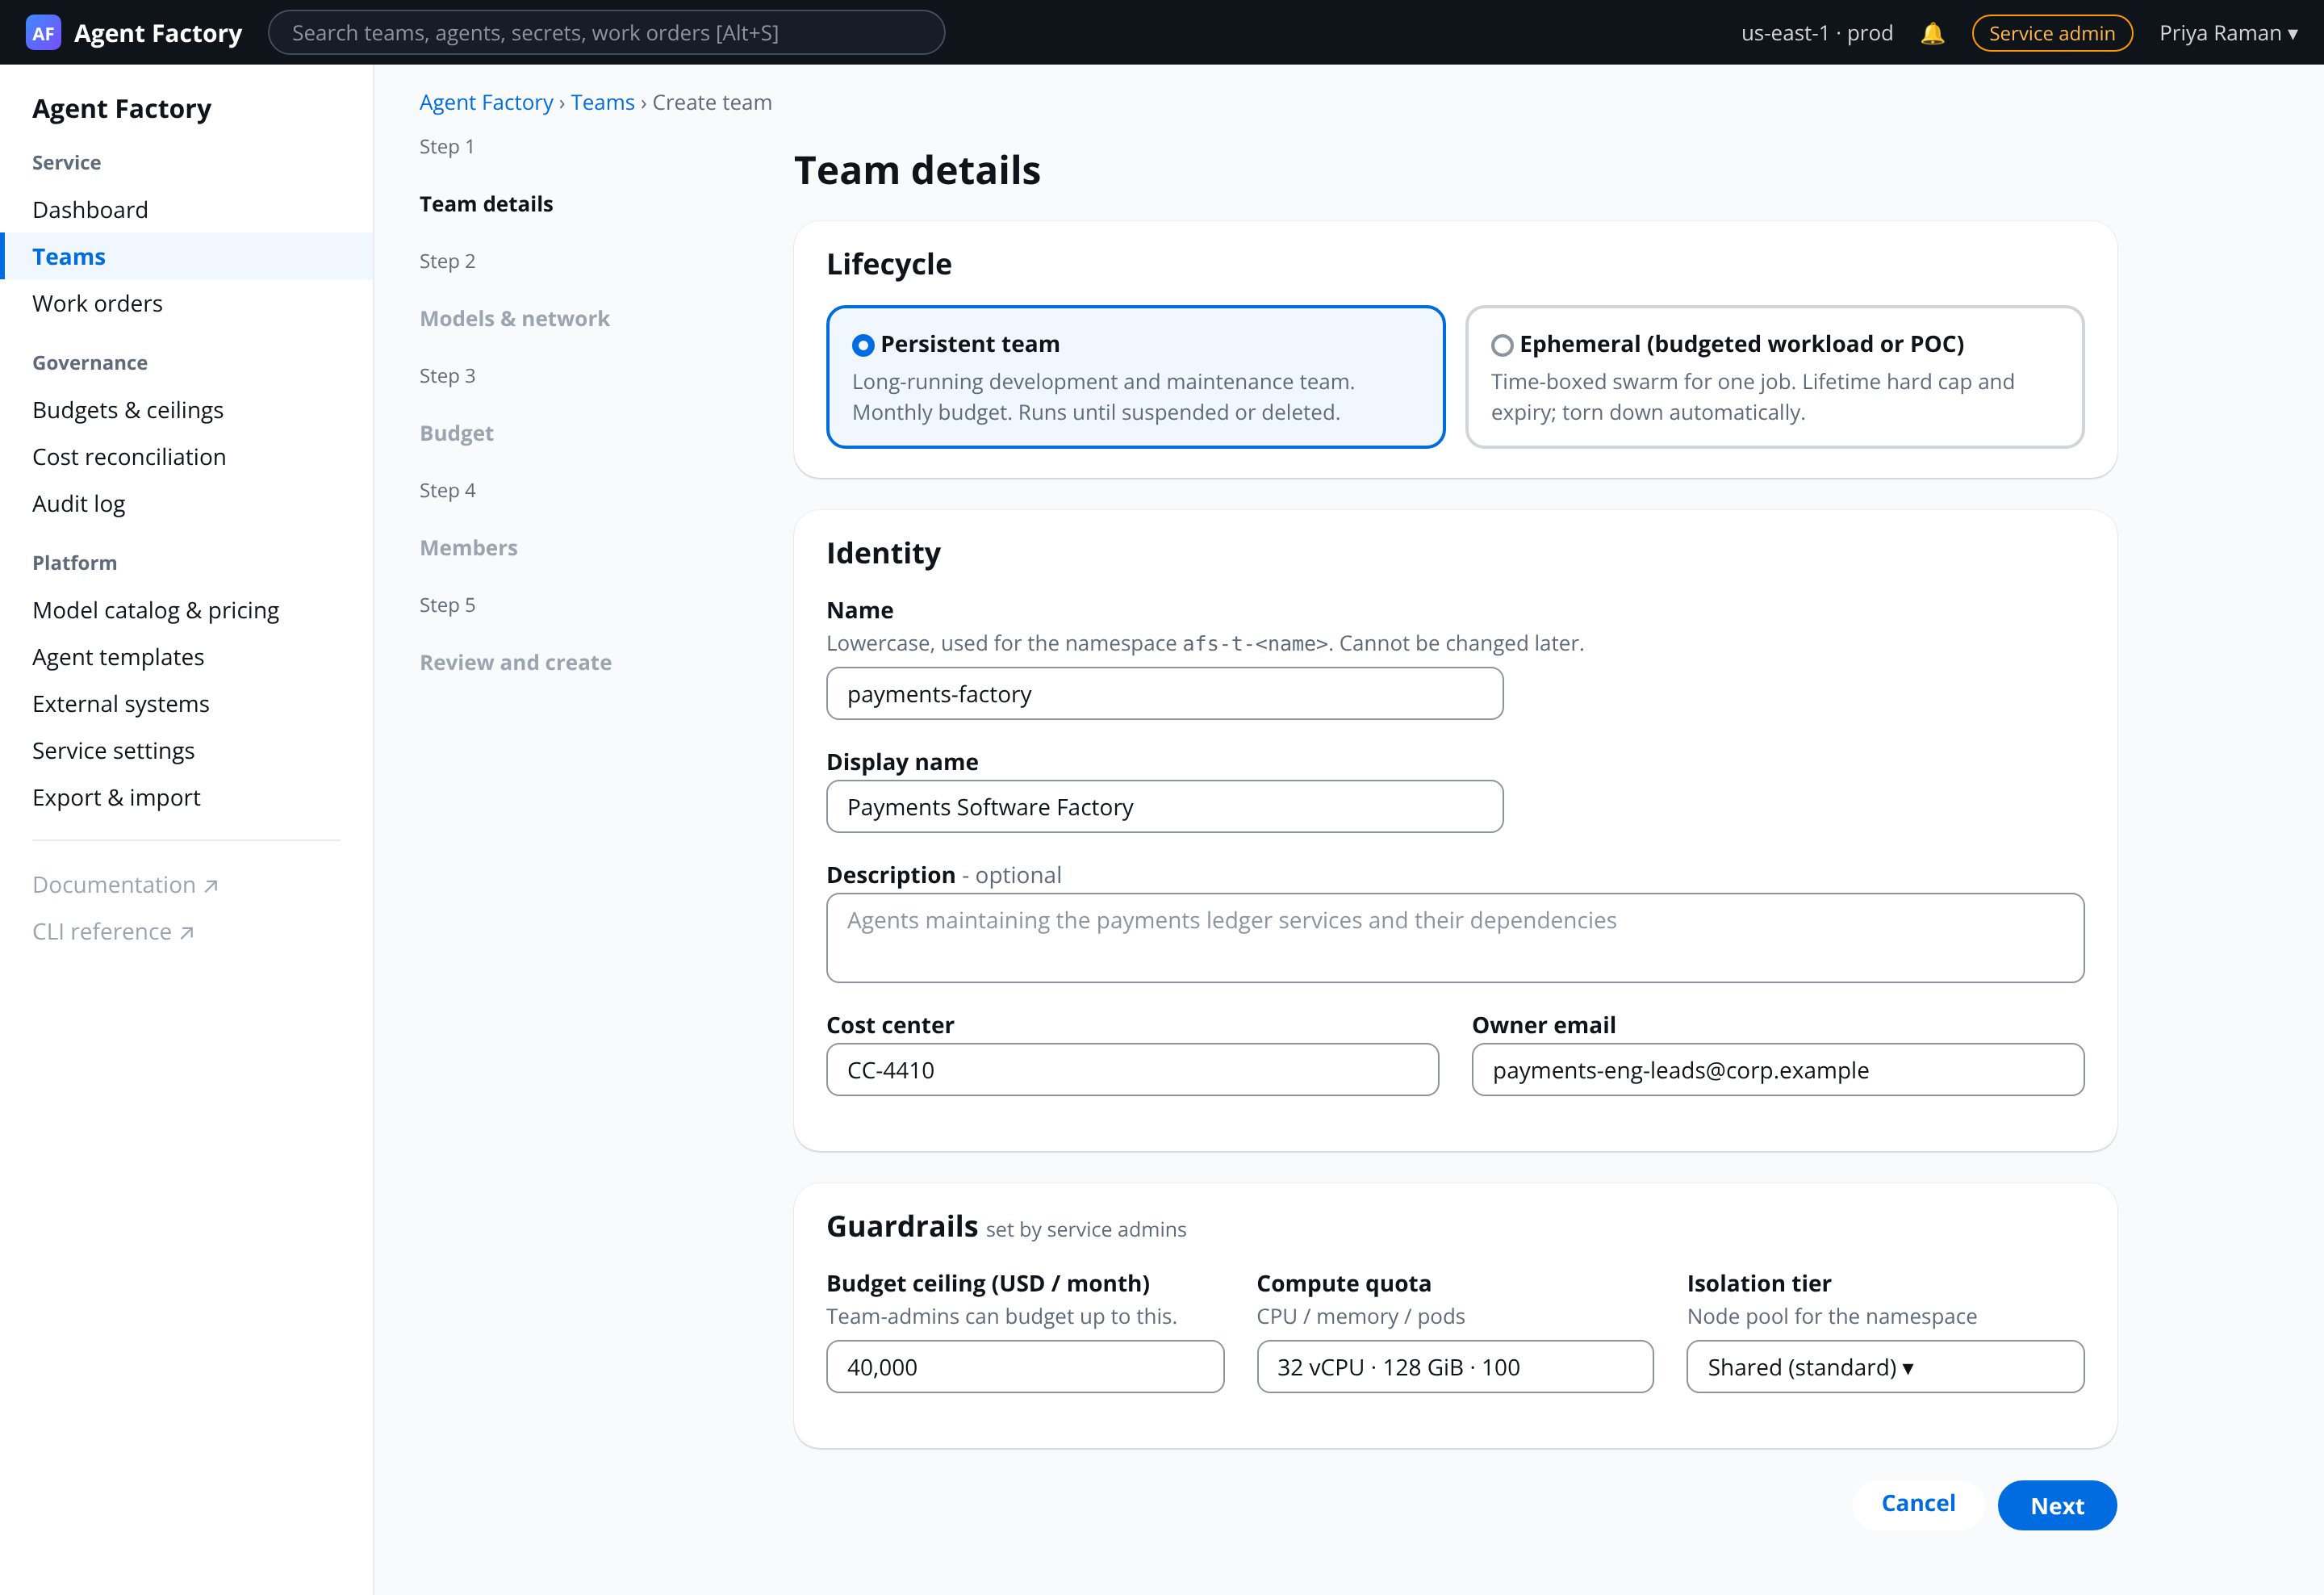 AF Agent Factory
Search teams, agents, secrets, work orders [Alt+S]
us-east-1 · prod
Service admin
Priya Raman ▾
Agent Factory
Service
Dashboard
Teams
Work orders
Governance
Budgets & ceilings
Cost reconciliation
Audit log
Platform
Model catalog & pricing
Agent templates
External systems
Service settings
Export & import
Documentation ↗
CLI reference ↗
Agent Factory › Teams › Create team
Step 1
Team details
Step 2
Models & network
Step 3
Budget
Step 4
Members
Step 5
Review and create
Team details
Lifecycle
Persistent team
Long-running development and maintenance team.
Monthly budget. Runs until suspended or deleted.
Ephemeral (budgeted workload or POC)
Time-boxed swarm for one job. Lifetime hard cap and
expiry; torn down automatically.
Identity
Name
Lowercase, used for the namespace afs-t-<name>. Cannot be changed later.
payments-factory
Display name
Payments Software Factory
Description - optional
Agents maintaining the payments ledger services and their dependencies
Cost center
CC-4410
Owner email
payments-eng-leads@corp.example
Guardrails set by service admins
Budget ceiling (USD / month)
Team-admins can budget up to this.
40,000
Compute quota
CPU / memory / pods
32 vCPU · 128 GiB · 100
Isolation tier
Node pool for the namespace
Shared (standard) ▾
Cancel
Next